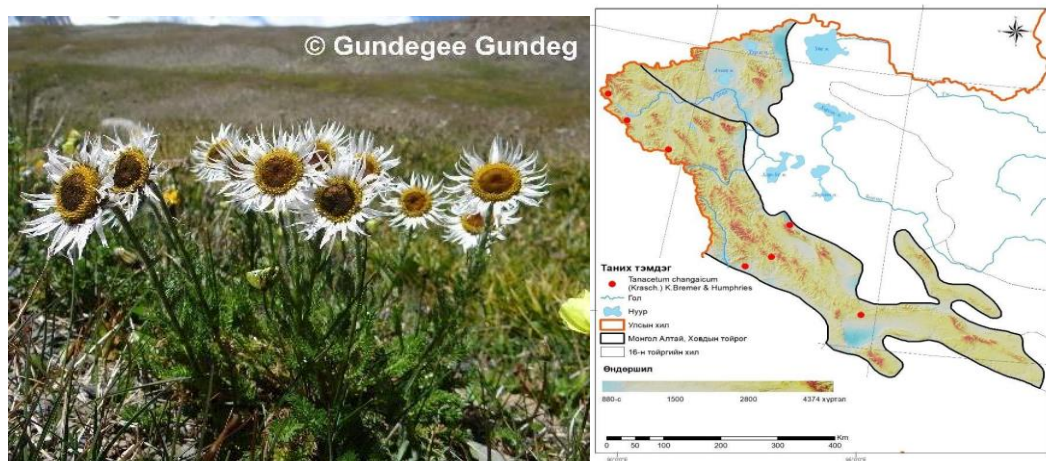 © Gundegee Gundeg
Таних тэмдэг
Tanacetum changaicum
(Krasch.) K.Bremer & Humphries
Гол
Нуур
Улсын хил
Монгол Алтай, Ховдын тойрог
16-н тойргийн хил
Өндөршил
880-с 1500 2800 4374 хүртэл
Km
0 25 50 100 200 300 400